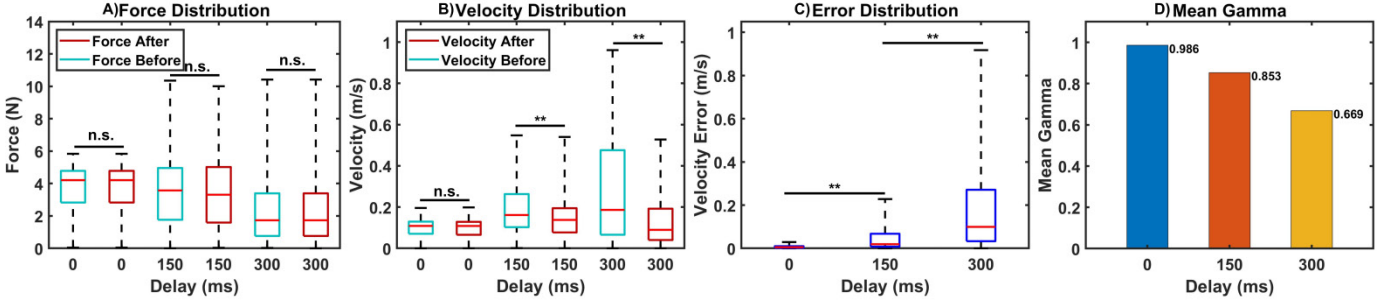 A)Force Distribution
Force After
Force Before
n.s.
n.s.
n.s.
14
12
10
8
6
4
2
0
Force (N)
0 0 150 150 300 300
Delay (ms)
B)Velocity Distribution
Velocity After
Velocity Before
n.s.
**
**
1
0.8
0.6
0.4
0.2
0
Velocity (m/s)
0 0 150 150 300 300
Delay (ms)
C)Error Distribution
**
**
1
0.8
0.6
0.4
0.2
0
Velocity Error (m/s)
0 150 300
Delay (ms)
D)Mean Gamma
0.986
0.853
0.669
1
0.8
0.6
0.4
0.2
0
Mean Gamma
0 150 300
Delay (ms)